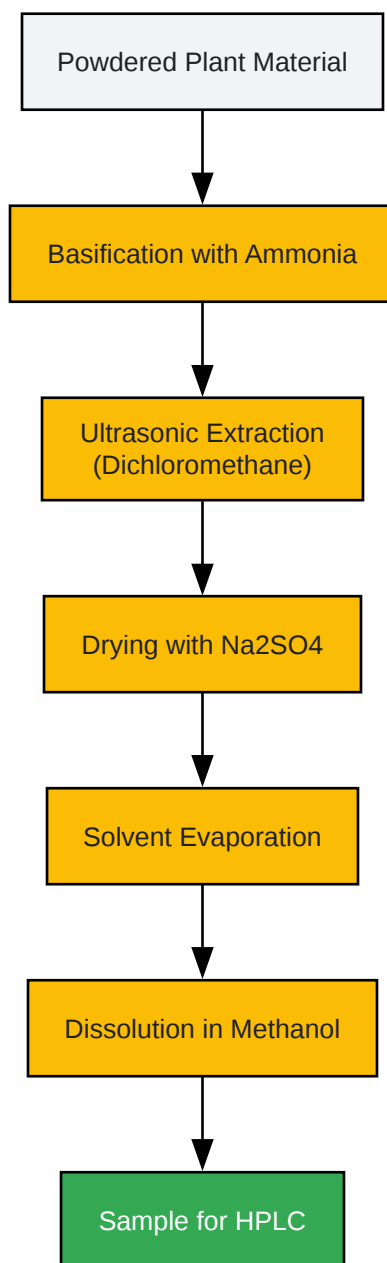 Powdered Plant Material
Basification with Ammonia
Ultrasonic Extraction
(Dichloromethane)
Drying with Na2SO4
Solvent Evaporation
Dissolution in Methanol
Sample for HPLC